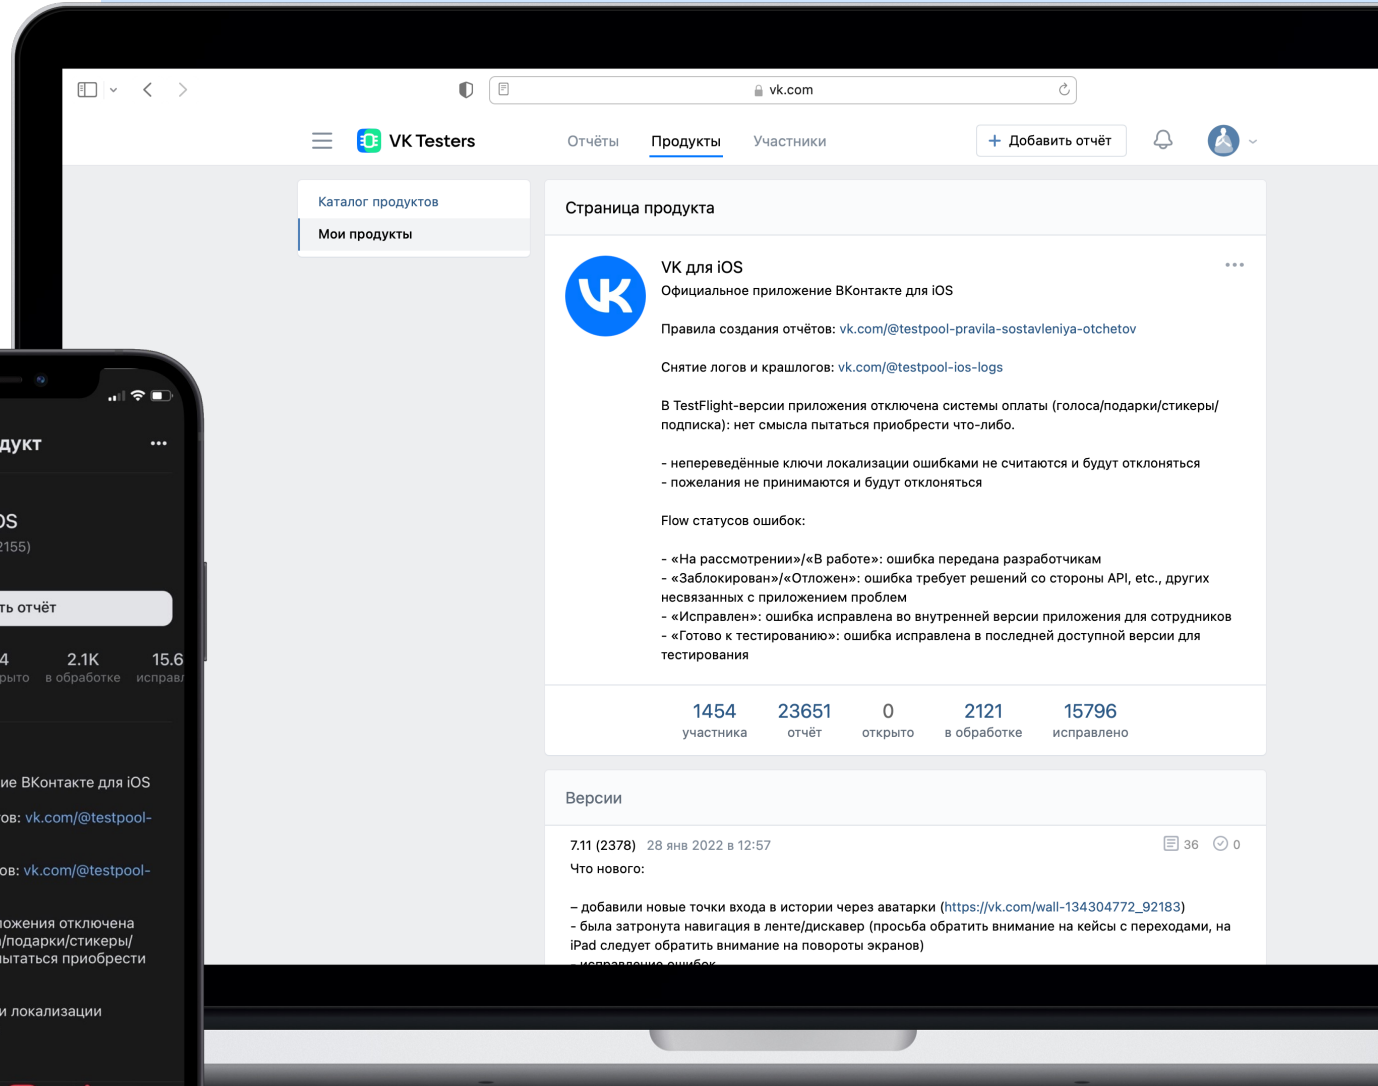 vk.com
VK Testers
Отчёты
Продукты
Участники
+ Добавить отчёт
Каталог продуктов
Мои продукты
Страница продукта
VK для iOS
Официальное приложение ВКонтакте для iOS
Правила создания отчётов: vk.com/@testpool-pravila-sostavleniya-otchetov
Снятие логов и крашлогов: vk.com/@testpool-ios-logs
В TestFlight-версии приложения отключена системы оплаты (голоса/подарки/стикеры/
подписка): нет смысла пытаться приобрести что-либо.
- непереведённые ключи локализации ошибками не считаются и будут отклоняться
- пожелания не принимаются и будут отклоняться
Flow статусов ошибок:
- «На рассмотрении»/«В работе»: ошибка передана разработчикам
- «Заблокирован»/«Отложен»: ошибка требует решений со стороны API, etc., других
несвязанных с приложением проблем
- «Исправлен»: ошибка исправлена во внутренней версии приложения для сотрудников
- «Готово к тестированию»: ошибка исправлена в последней доступной версии для
тестирования
1454 23651 0 2121 15796
участника отчёт открыто в обработке исправлено
Версии
7.11 (2378) 28 янв 2022 в 12:57 36 0
Что нового:
– добавили новые точки входа в истории через аватарки (https://vk.com/wall-134304772_92183)
- была затронута навигация в ленте/дискавер (просьба обратить внимание на кейсы с переходами, на
iPad следует обратить внимание на повороты экранов)
- исправление ошибок
дукт
OS
2155)
ть отчёт
4 2.1K 15.6
рыто в обработке исправл
ие ВКонтакте для iOS
ов: vk.com/@testpool-
ов: vk.com/@testpool-
ложения отключена
/подарки/стикеры/
ытаться приобрести
и локализации